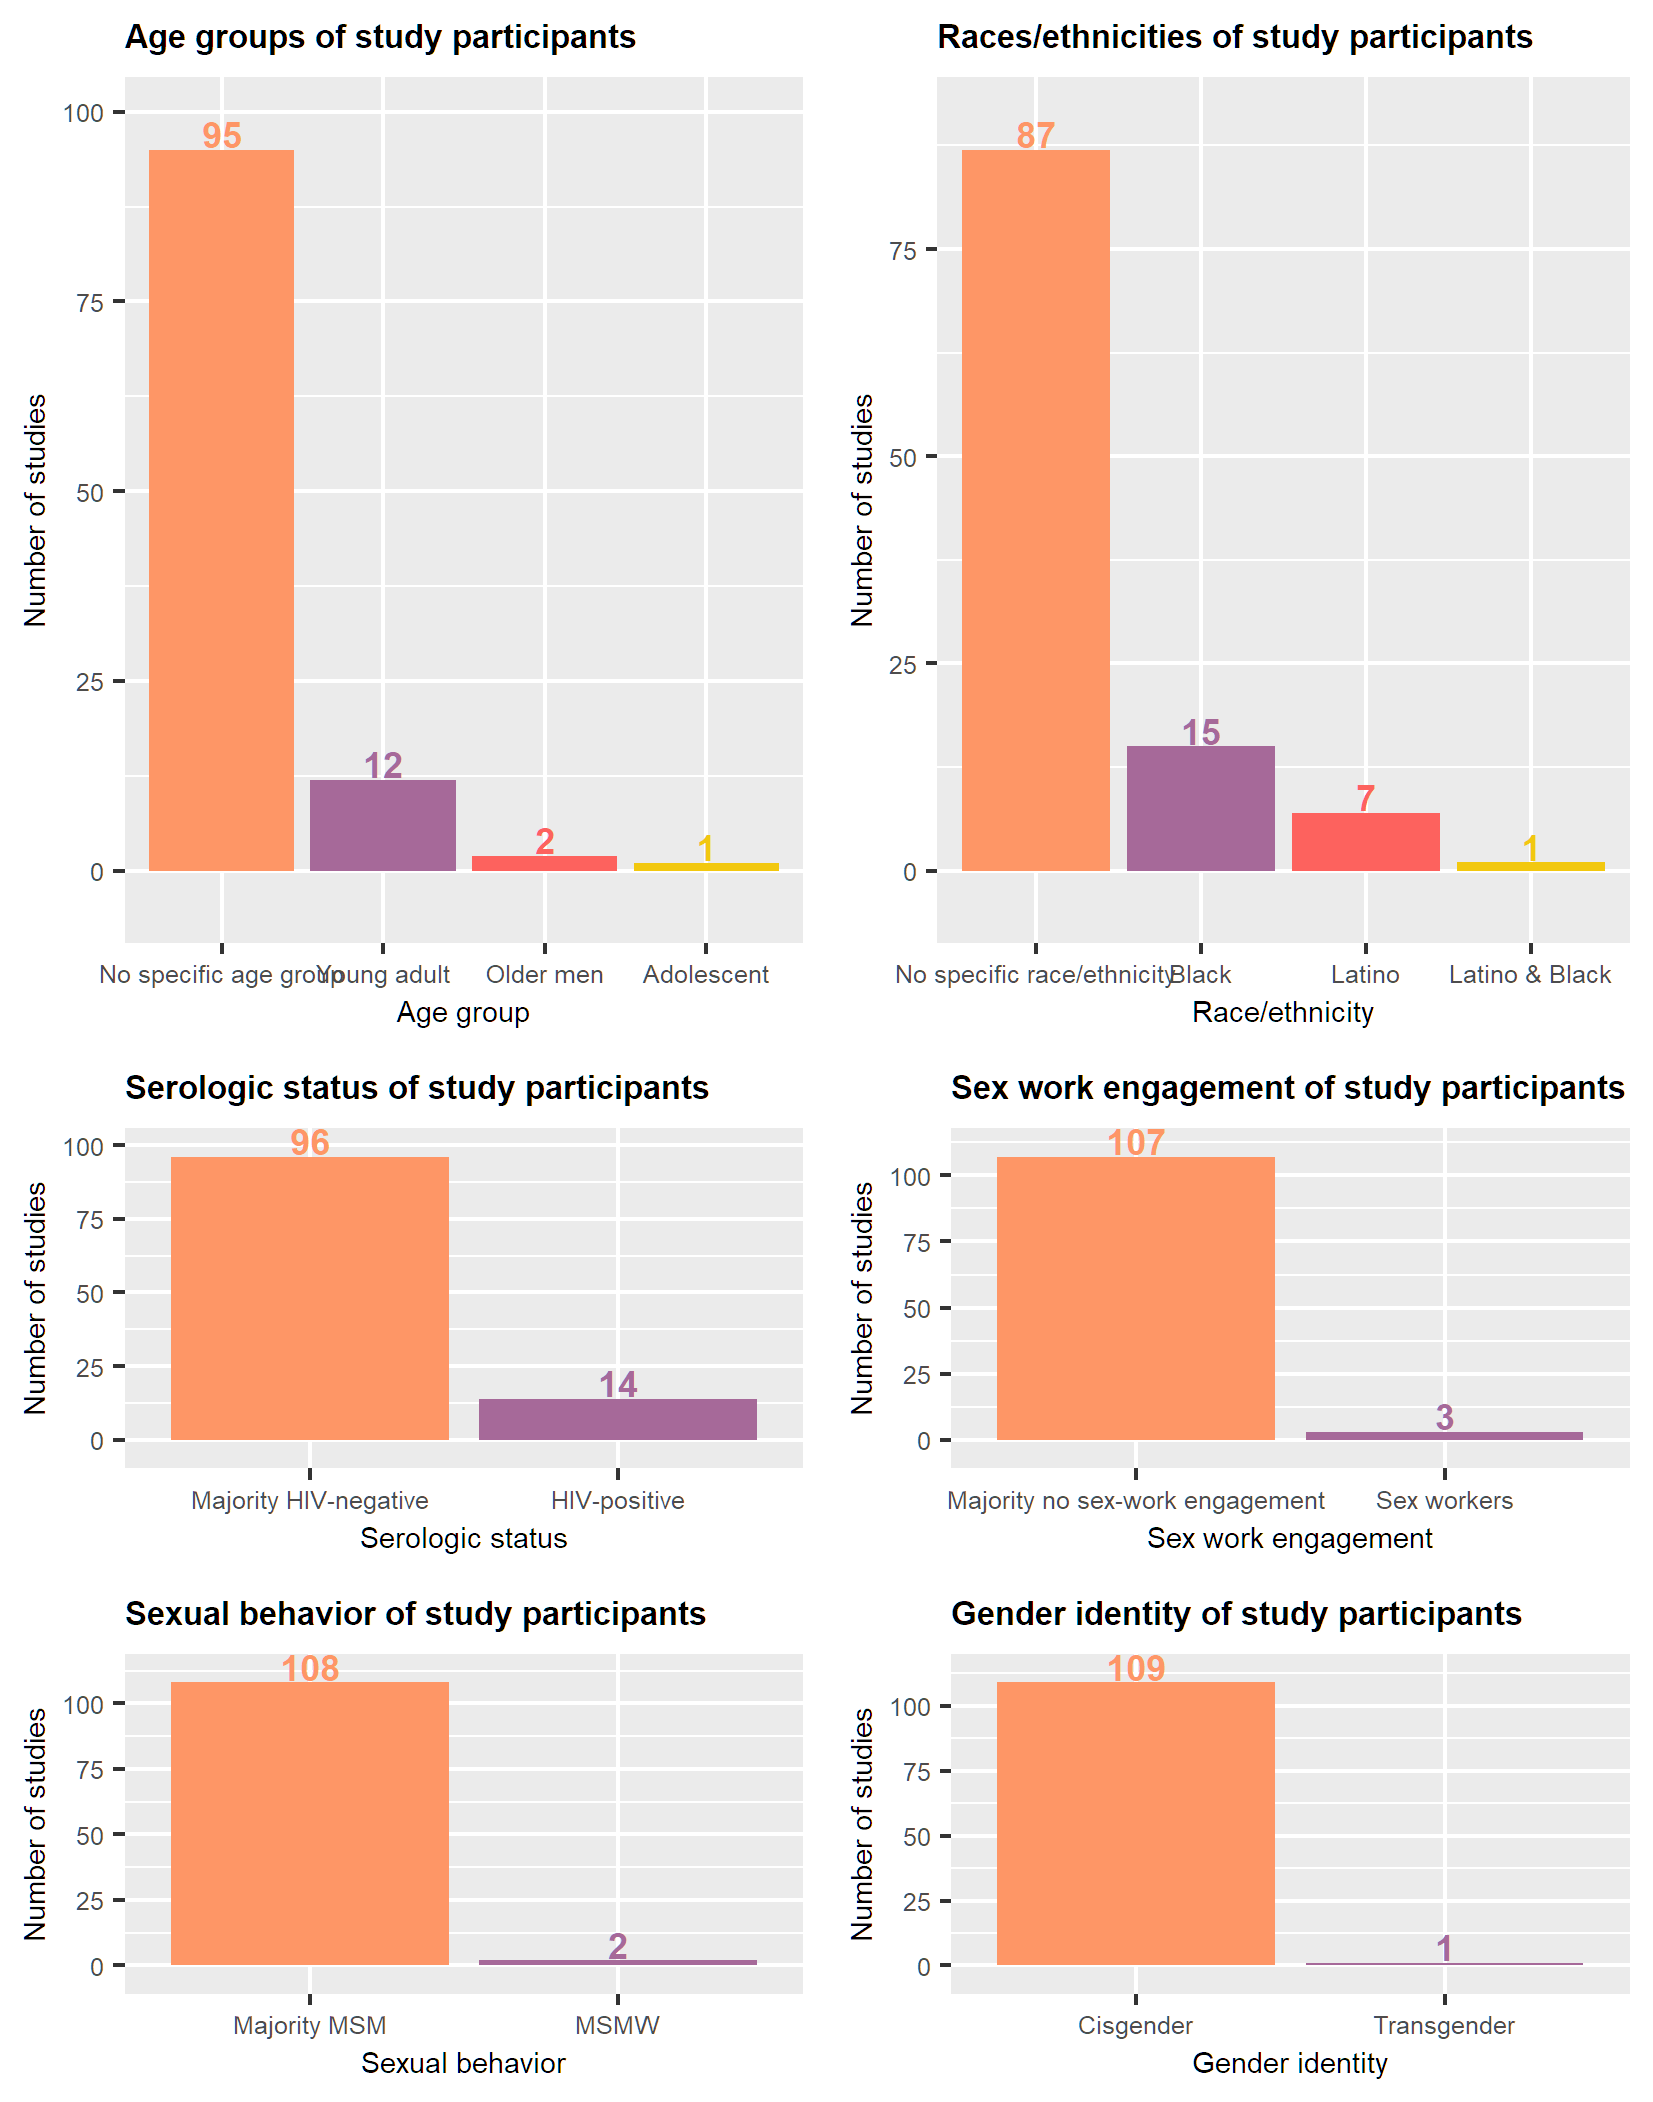 Age groups of study participants
Number of studies
100
75
50
25
0
95
12
2
1
No specific age group
Young adult
Older men
Adolescent
Age group
Races/ethnicities of study participants
Number of studies
75
50
25
0
87
15
7
1
No specific race/ethnicity
Black
Latino
Latino & Black
Race/ethnicity
Serologic status of study participants
Number of studies
100
75
50
25
0
96
14
Majority HIV-negative
HIV-positive
Serologic status
Sex work engagement of study participants
Number of studies
100
75
50
25
0
107
3
Majority no sex-work engagement
Sex workers
Sex work engagement
Sexual behavior of study participants
Number of studies
100
75
50
25
0
108
2
Majority MSM
MSMW
Sexual behavior
Gender identity of study participants
Number of studies
100
75
50
25
0
109
1
Cisgender
Transgender
Gender identity